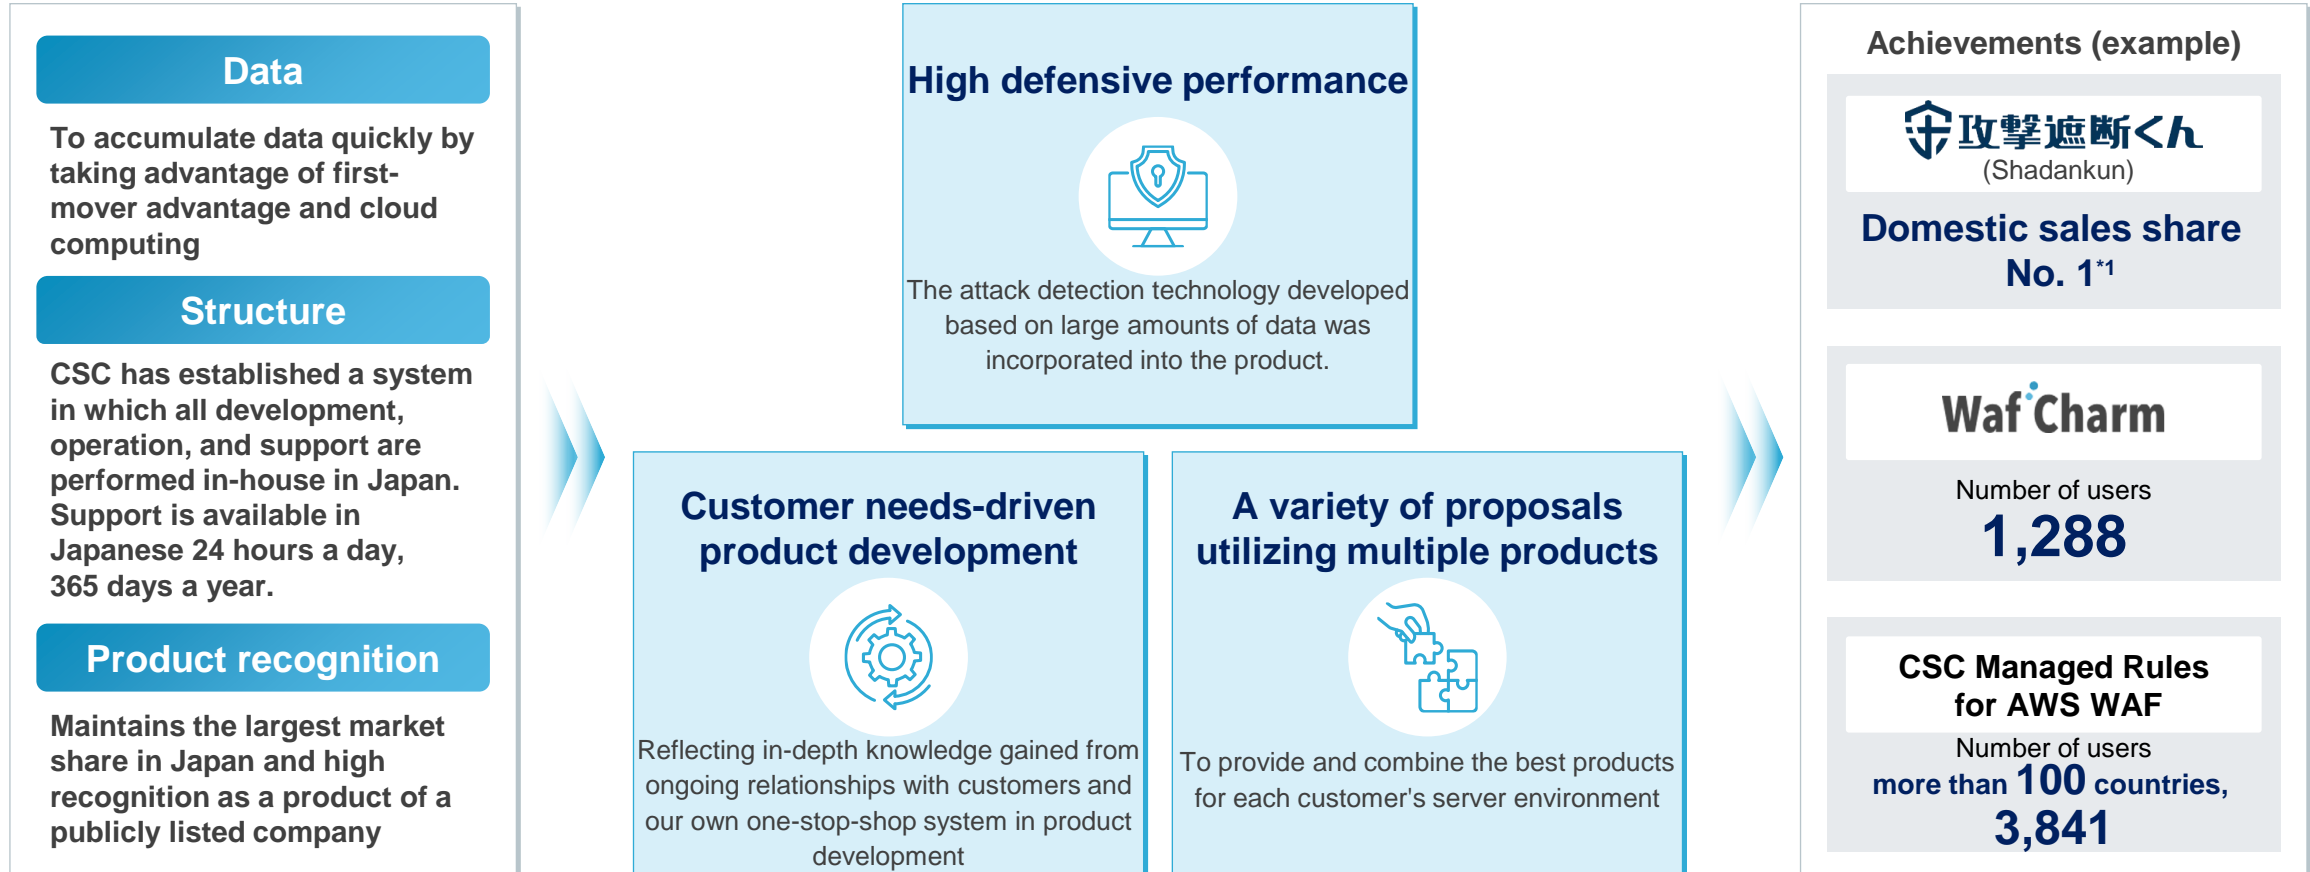 Data
To accumulate data quickly by
taking advantage of first-
mover advantage and cloud
computing
Structure
CSC has established a system
in which all development,
operation, and support are
performed in-house in Japan.
Support is available in
Japanese 24 hours a day,
365 days a year.
Product recognition
Maintains the largest market
share in Japan and high
recognition as a product of a
publicly listed company
High defensive performance
The attack detection technology developed
based on large amounts of data was
incorporated into the product.
Customer needs-driven
product development
Reflecting in-depth knowledge gained from
ongoing relationships with customers and
our own one-stop-shop system in product
development
A variety of proposals
utilizing multiple products
To provide and combine the best products
for each customer's server environment
Achievements (example)
攻撃遮断くん
(Shadankun)
Domestic sales share
No. 1*1
WafCharm
Number of users
1,288
CSC Managed Rules
for AWS WAF
Number of users
more than 100 countries,
3,841